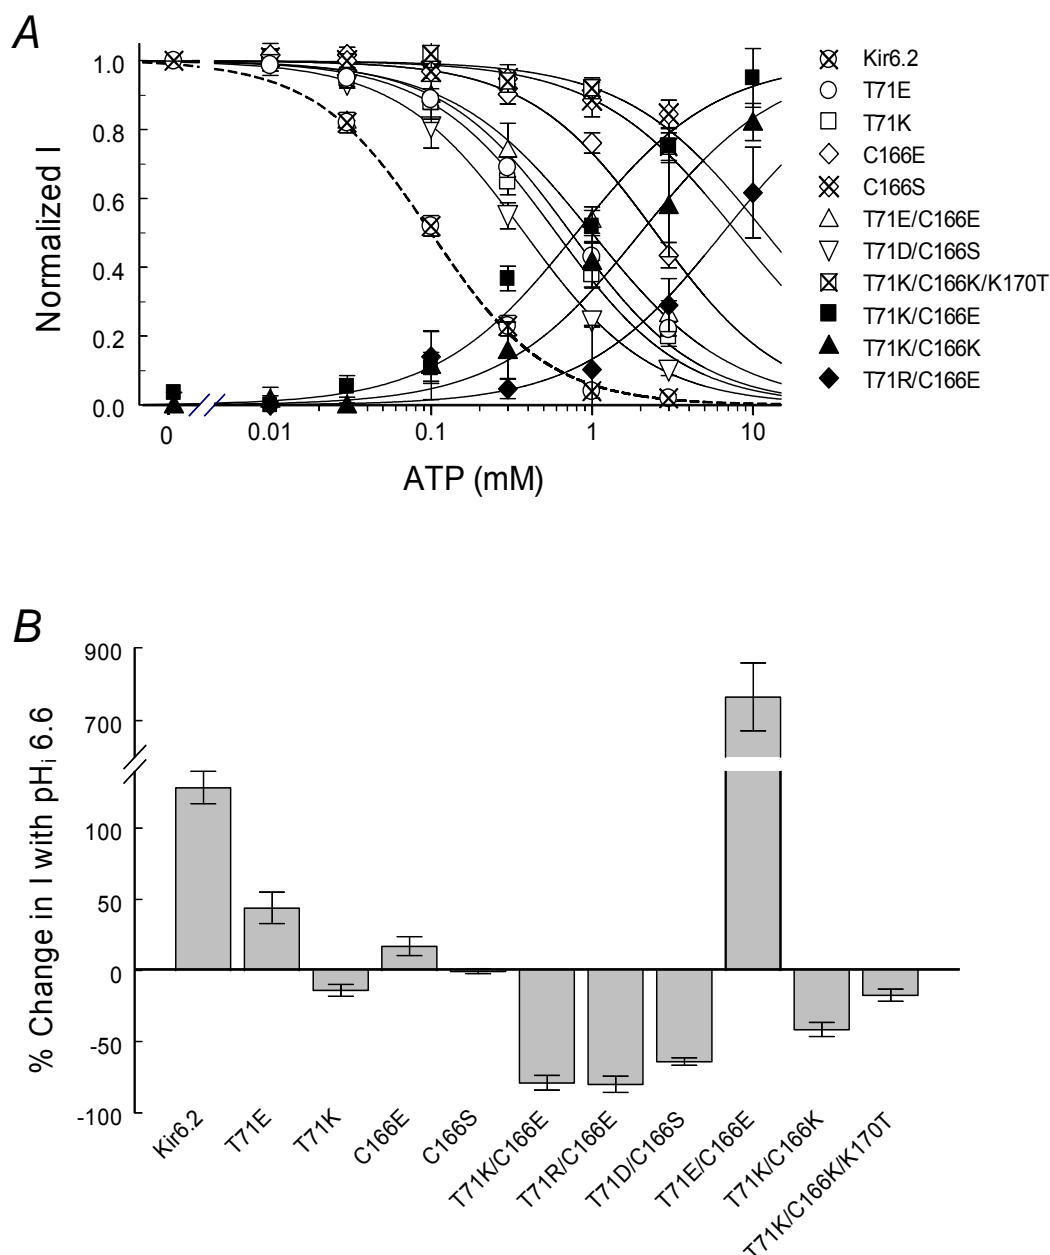 A
Normalized I
1.0
0.8
0.6
0.4
0.2
0.0
0
0.01
0.1
1
10
ATP (mM)
Kir6.2
T71E
T71K
C166E
C166S
T71E/C166E
T71D/C166S
T71K/C166K/K170T
T71K/C166E
T71K/C166K
T71R/C166E
B
% Change in I with pHi 6.6
900
700
100
50
0
-50
-100
Kir6.2
T71E
T71K
C166E
C166S
T71K/C166E
T71R/C166E
T71D/C166S
T71E/C166E
T71K/C166K
T71K/C166K/K170T